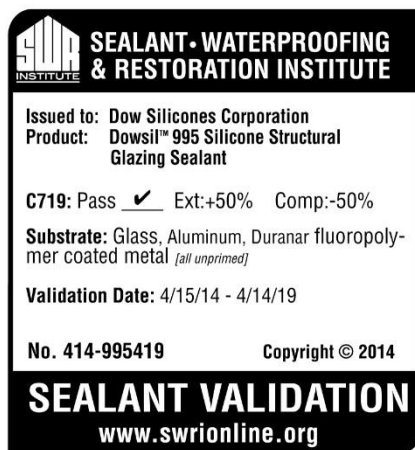 SWR
INSTITUTE
SEALANT • WATERPROOFING
& RESTORATION INSTITUTE
Issued to: Dow Silicones Corporation
Product: Dowsil™ 995 Silicone Structural
Glazing Sealant
C719: Pass ✔ Ext:+50% Comp:-50%
Substrate: Glass, Aluminum, Duranar fluoropoly-
mer coated metal [all unprimed]
Validation Date: 4/15/14 - 4/14/19
No. 414-995419 Copyright © 2014
SEALANT VALIDATION
www.swrionline.org